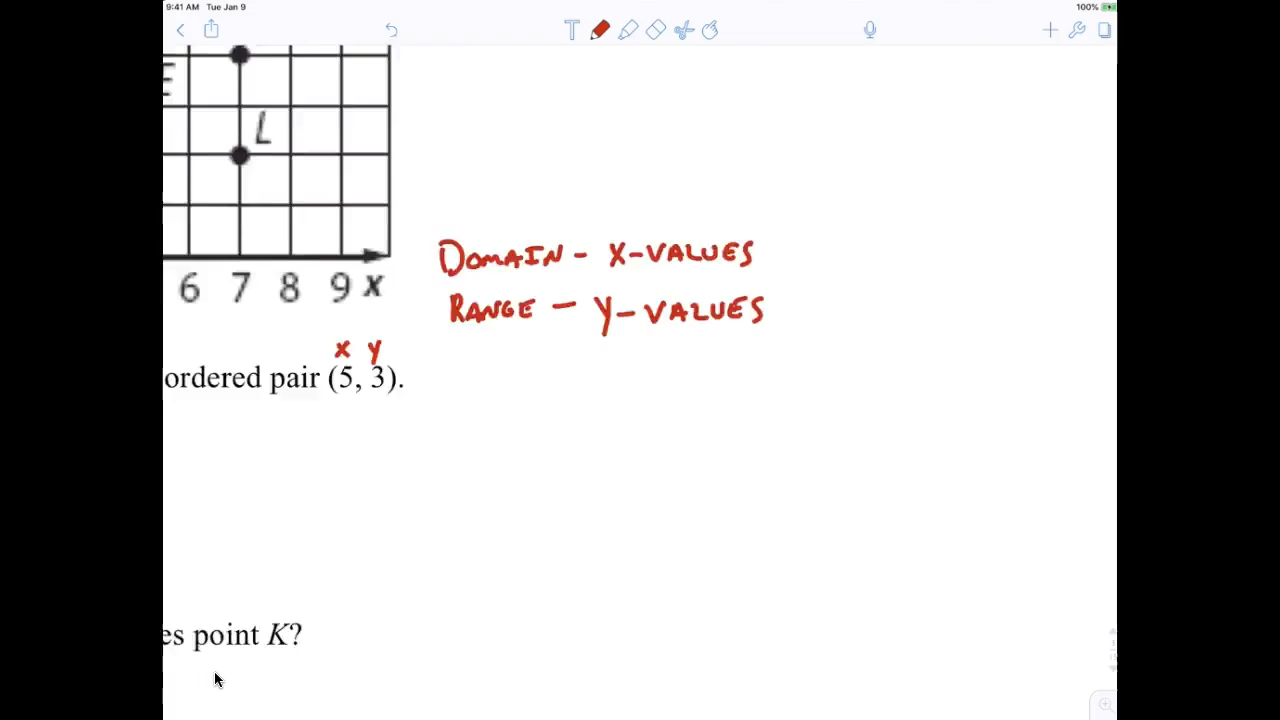 9:41 AM Tue Jan 9
100%
T
L
DOMAIN - X-VALUES
6 7 8 9 x
RANGE - Y-VALUES
x y
ordered pair (5, 3).
es point K?